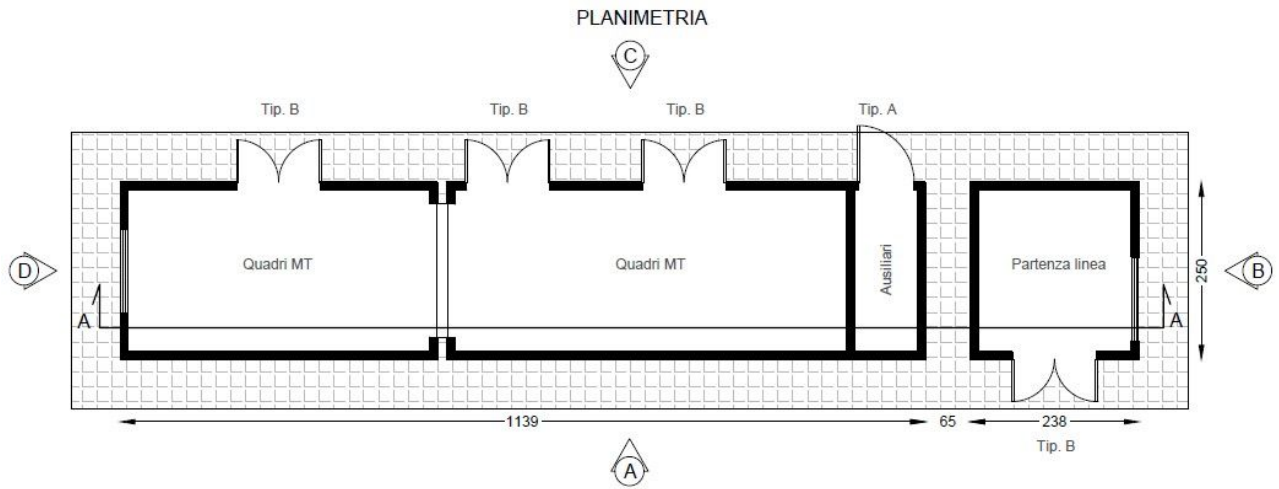 PLANIMETRIA
C
Tip. B
Tip. B
Tip. B
Tip. A
D
Quadri MT
Quadri MT
Ausiliari
Partenza linea
250
B
A
A
1139
65
238
Tip. B
A